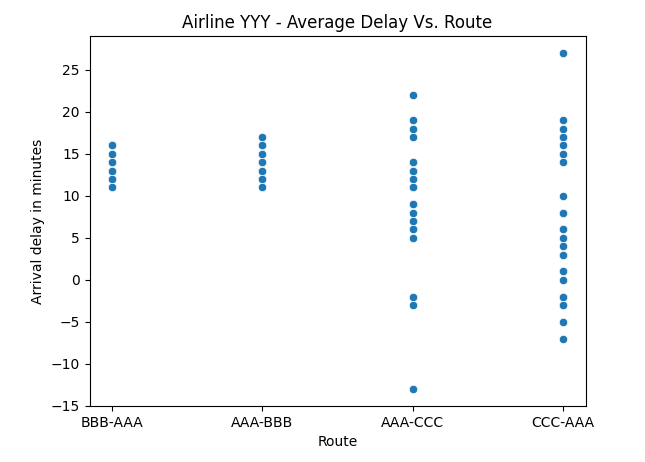 Airline YYY - Average Delay Vs. Route
Arrival delay in minutes
25
20
15
10
5
0
−5
−10
−15
BBB-AAA AAA-BBB AAA-CCC CCC-AAA
Route